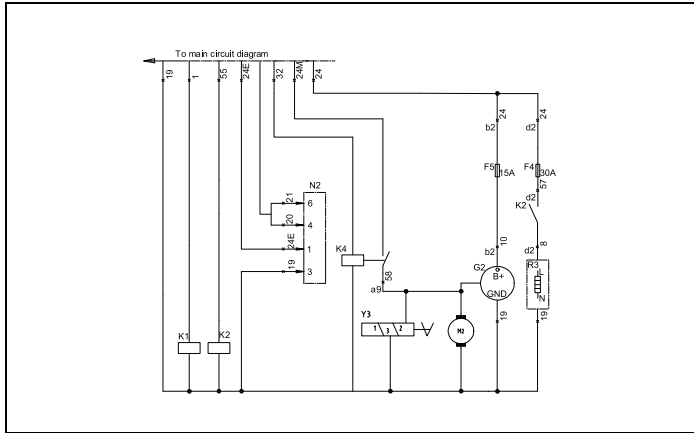 To main circuit diagram
19
1
55
24E
32
24M
24
24
24
b2
d2
F5
15A
F4
30A
57
d2
K2
N2
21
6
20
4
24E
1
19
3
K4
58
a9
10
b2
8
d2
G2
B+
GND
R3
L
N
Y3
1
3
2
M2
19
19
K1
K2